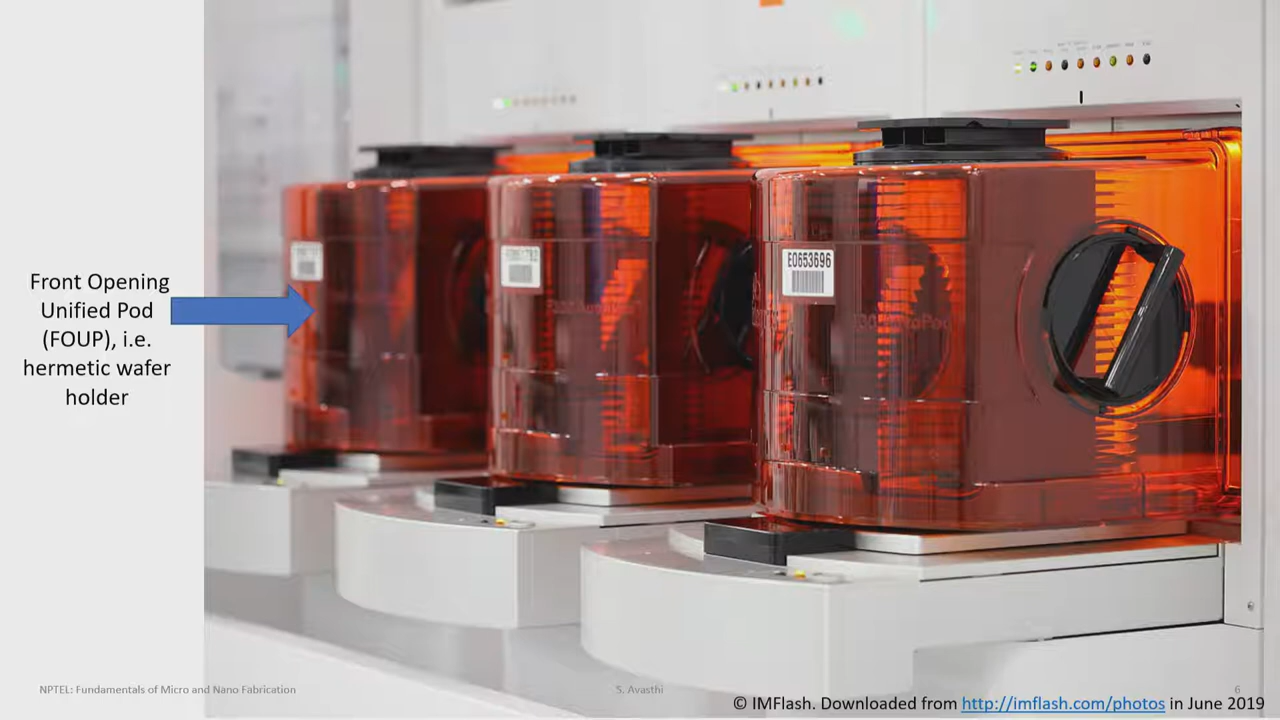 Front Opening
Unified Pod
(FOUP), i.e.
hermetic wafer
holder
E0653696
NPTEL: Fundamentals of Micro and Nano Fabrication
S. Avasthi
6
© IMFlash. Downloaded from http://imflash.com/photos in June 2019